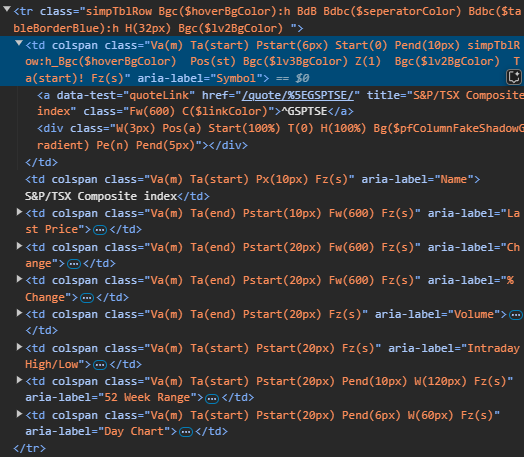 <tr class="simpTblRow Bgc($hoverBgColor):h BdB Bdbc($seperatorColor) Bdbc($ta
bleBorderBlue):h H(32px) Bgc($lv2BgColor) ">
<td colspan class="Va(m) Ta(start) Pstart(6px) Start(0) Pend(10px) simpTblR
ow:h_Bgc($hoverBgColor)  Pos(st) Bgc($lv3BgColor) Z(1)  Bgc($lv2BgColor)  T
a(start)! Fz(s)" aria-label="Symbol"> == $0
<a data-test="quoteLink" href="/quote/%5EGSPTSE/" title="S&P/TSX Composite
index" class="Fw(600) C($linkColor)">^GSPTSE</a>
<div class="W(3px) Pos(a) Start(100%) T(0) H(100%) Bg($pfColumnFakeShadowG
radient) Pe(n) Pend(5px)"></div>
</td>
<td colspan class="Va(m) Ta(start) Px(10px) Fz(s)" aria-label="Name">
S&P/TSX Composite index</td>
<td colspan class="Va(m) Ta(end) Pstart(10px) Fw(600) Fz(s)" aria-label="La
st Price">…</td>
<td colspan class="Va(m) Ta(end) Pstart(20px) Fw(600) Fz(s)" aria-label="Ch
ange">…</td>
<td colspan class="Va(m) Ta(end) Pstart(20px) Fw(600) Fz(s)" aria-label="%
Change">…</td>
<td colspan class="Va(m) Ta(end) Pstart(20px) Fz(s)" aria-label="Volume">…
</td>
<td colspan class="Va(m) Ta(start) Pstart(20px) Fz(s)" aria-label="Intraday
High/Low">…</td>
<td colspan class="Va(m) Ta(start) Pstart(20px) Pend(10px) W(120px) Fz(s)"
aria-label="52 Week Range">…</td>
<td colspan class="Va(m) Ta(start) Pstart(20px) Pend(6px) W(60px) Fz(s)"
aria-label="Day Chart">…</td>
</tr>